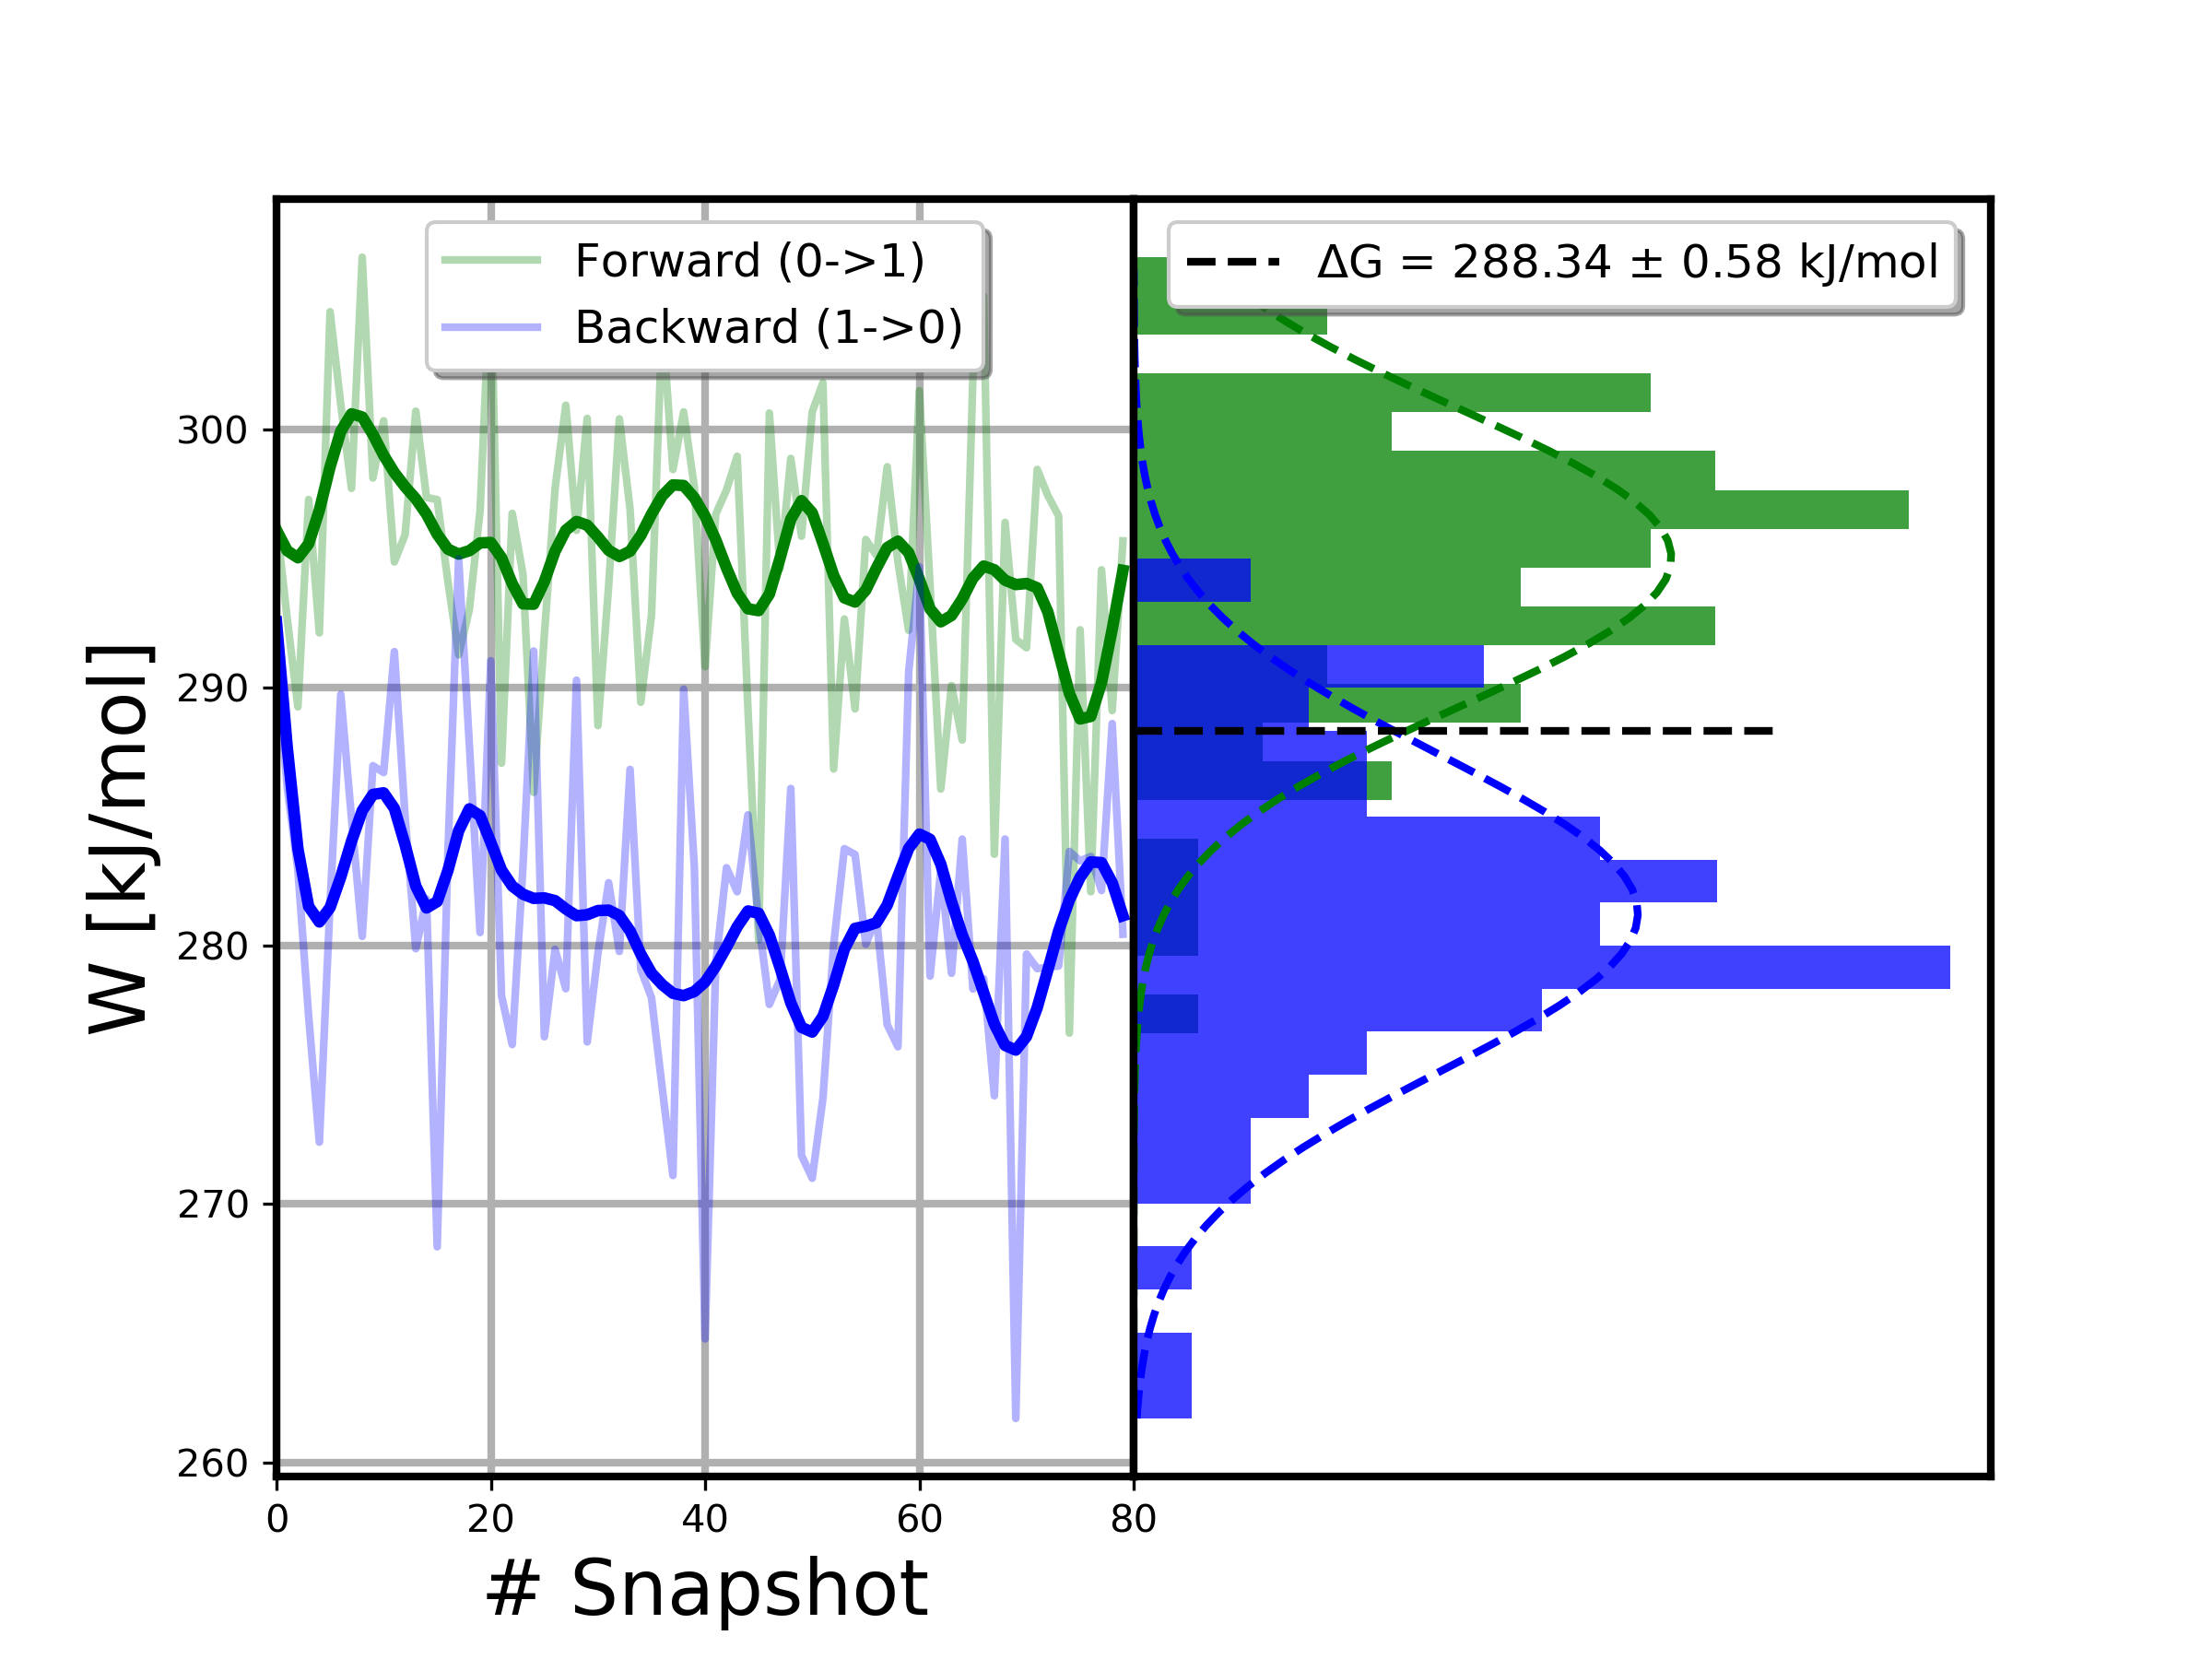 Forward (0->1)
Backward (1->0)
ΔG = 288.34 ± 0.58 kJ/mol
W [kJ/mol]
300
290
280
270
260
0 20 40 60 80
# Snapshot